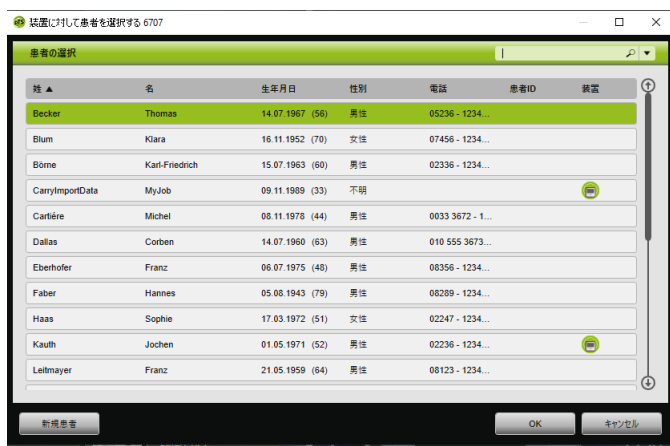 dfs 装置に対して患者を選択する 6707
患者の選択
姓 ▲ 名 生年月日 性別 電話 患者ID 装置
Becker Thomas 14.07.1967 (56) 男性 05236 - 1234...
Blum Klara 16.11.1952 (70) 女性 07456 - 1234...
Börne Karl-Friedrich 15.07.1963 (60) 男性 02336 - 1234...
CarryImportData MyJob 09.11.1989 (33) 不明
Cartiére Michel 08.11.1978 (44) 男性 0033 3672 - 1...
Dallas Corben 14.07.1960 (63) 男性 010 555 3673...
Eberhofer Franz 06.07.1975 (48) 男性 08356 - 1234...
Faber Hannes 05.08.1943 (79) 男性 08289 - 1234...
Haas Sophie 17.03.1972 (51) 女性 02247 - 1234...
Kauth Jochen 01.05.1971 (52) 男性 02236 - 1234...
Leitmayer Franz 21.05.1959 (64) 男性 08123 - 1234...
新規患者 OK キャンセル